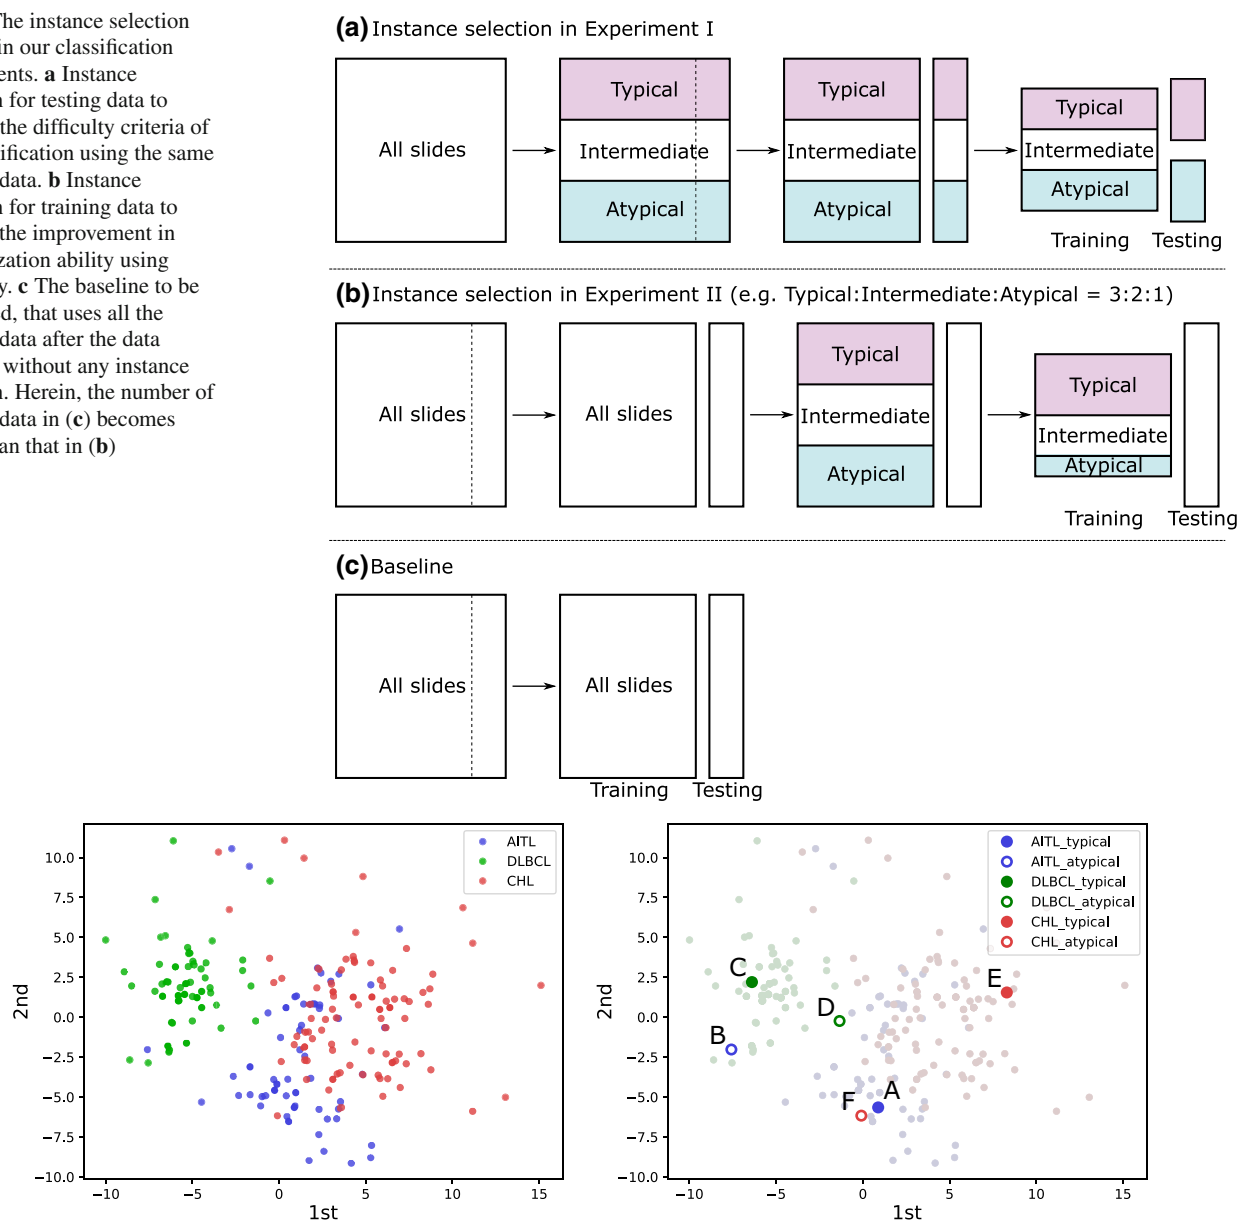 The instance selection
in our classification
ents. a Instance
n for testing data to
the difficulty criteria of
ification using the same
data. b Instance
n for training data to
the improvement in
ization ability using
y. c The baseline to be
ed, that uses all the
data after the data
without any instance
n. Herein, the number of
data in (c) becomes
an that in (b)
(a) Instance selection in Experiment I
All slides
Typical
Intermediate
Atypical
Typical
Intermediate
Atypical
Typical
Intermediate
Atypical
Training Testing
(b) Instance selection in Experiment II (e.g. Typical:Intermediate:Atypical = 3:2:1)
All slides
All slides
Typical
Intermediate
Atypical
Typical
Intermediate
Atypical
Training Testing
(c) Baseline
All slides
All slides
Training Testing
AITL
DLBCL
CHL
10.0
7.5
5.0
2.5
0.0
−2.5
−5.0
−7.5
−10.0
2nd
−10 −5 0 5 10 15
1st
AITL_typical
AITL_atypical
DLBCL_typical
DLBCL_atypical
CHL_typical
CHL_atypical
C
E
D
B
A
F
10.0
7.5
5.0
2.5
0.0
−2.5
−5.0
−7.5
−10.0
2nd
−10 −5 0 5 10 15
1st